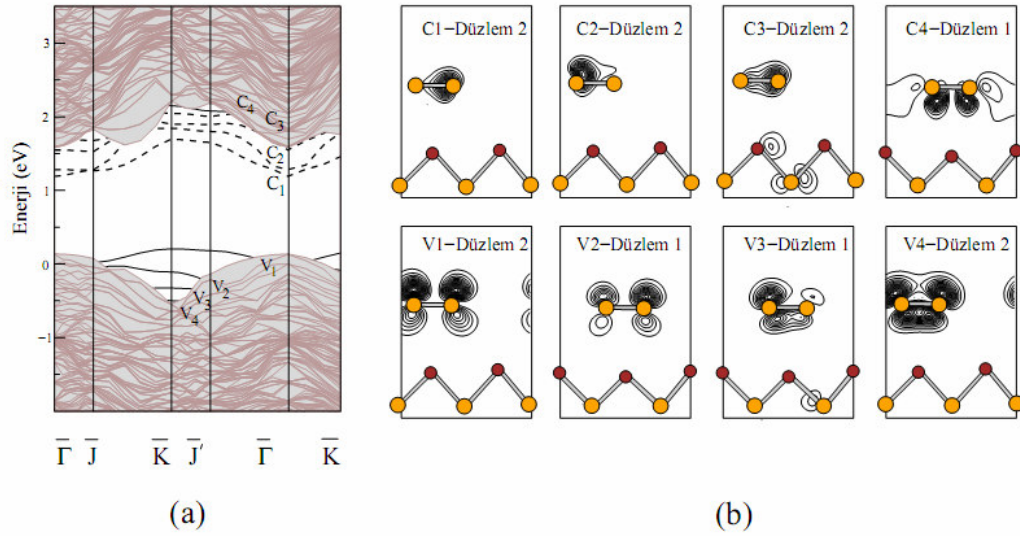 Enerji (eV)
3
2
1
0
−1
C4
C3
C2
C1
V1
V2
V3
V4
Γ̅ J̅ K̅ J̅′ Γ̅ K̅
(a)
C1−Düzlem 2
C2−Düzlem 2
C3−Düzlem 2
C4−Düzlem 1
V1−Düzlem 2
V2−Düzlem 1
V3−Düzlem 1
V4−Düzlem 2
(b)